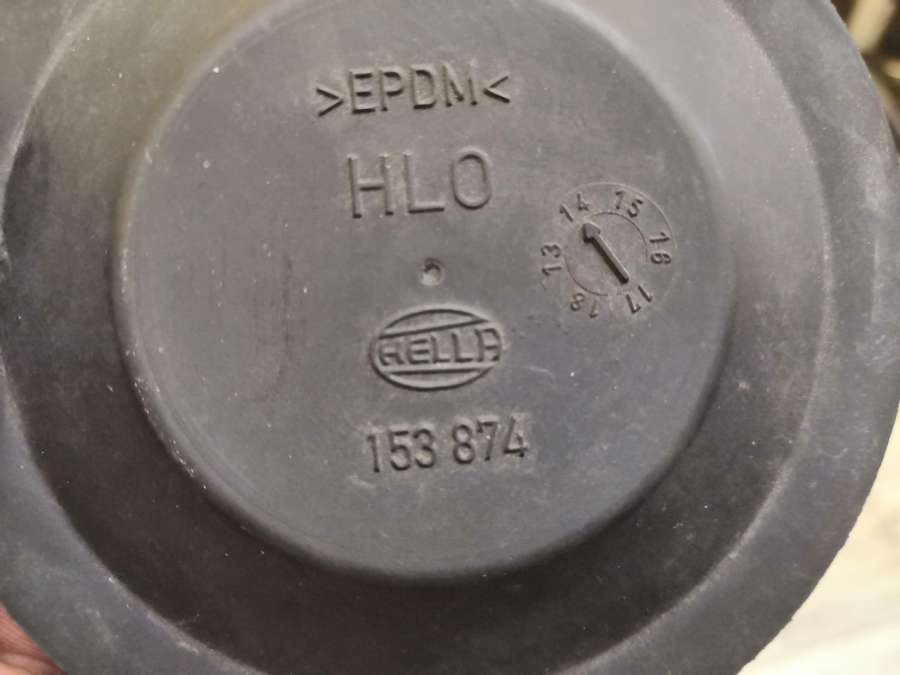 >EPDM<
HLO
13 14 15 16 17 18
HELLA
153 874